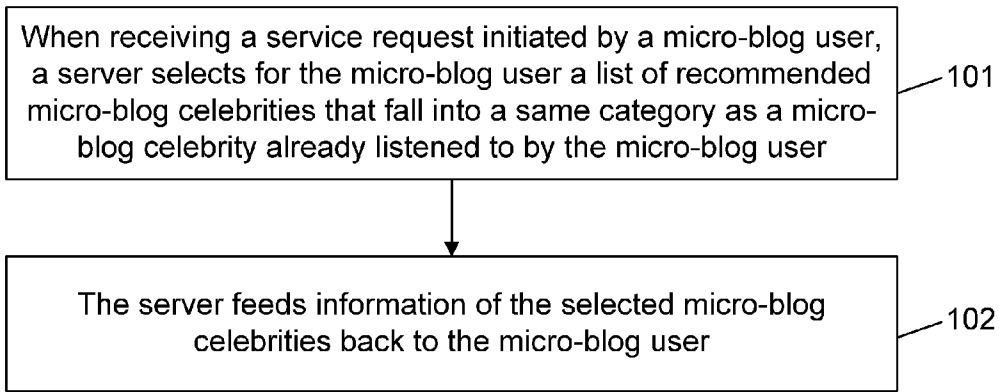 When receiving a service request initiated by a micro-blog user,
a server selects for the micro-blog user a list of recommended
micro-blog celebrities that fall into a same category as a micro-
blog celebrity already listened to by the micro-blog user
101
The server feeds information of the selected micro-blog
celebrities back to the micro-blog user
102